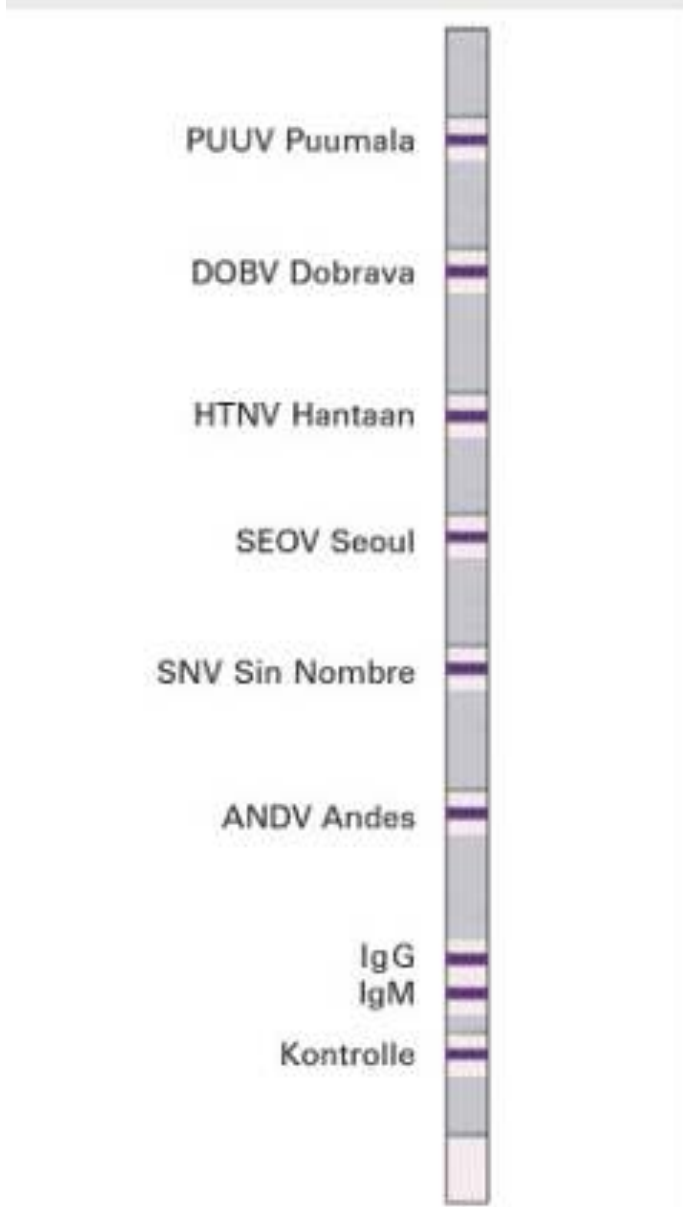 PUUV Puumala
DOBV Dobrava
HTNV Hantaan
SEOV Seoul
SNV Sin Nombre
ANDV Andes
IgG
IgM
Kontrolle